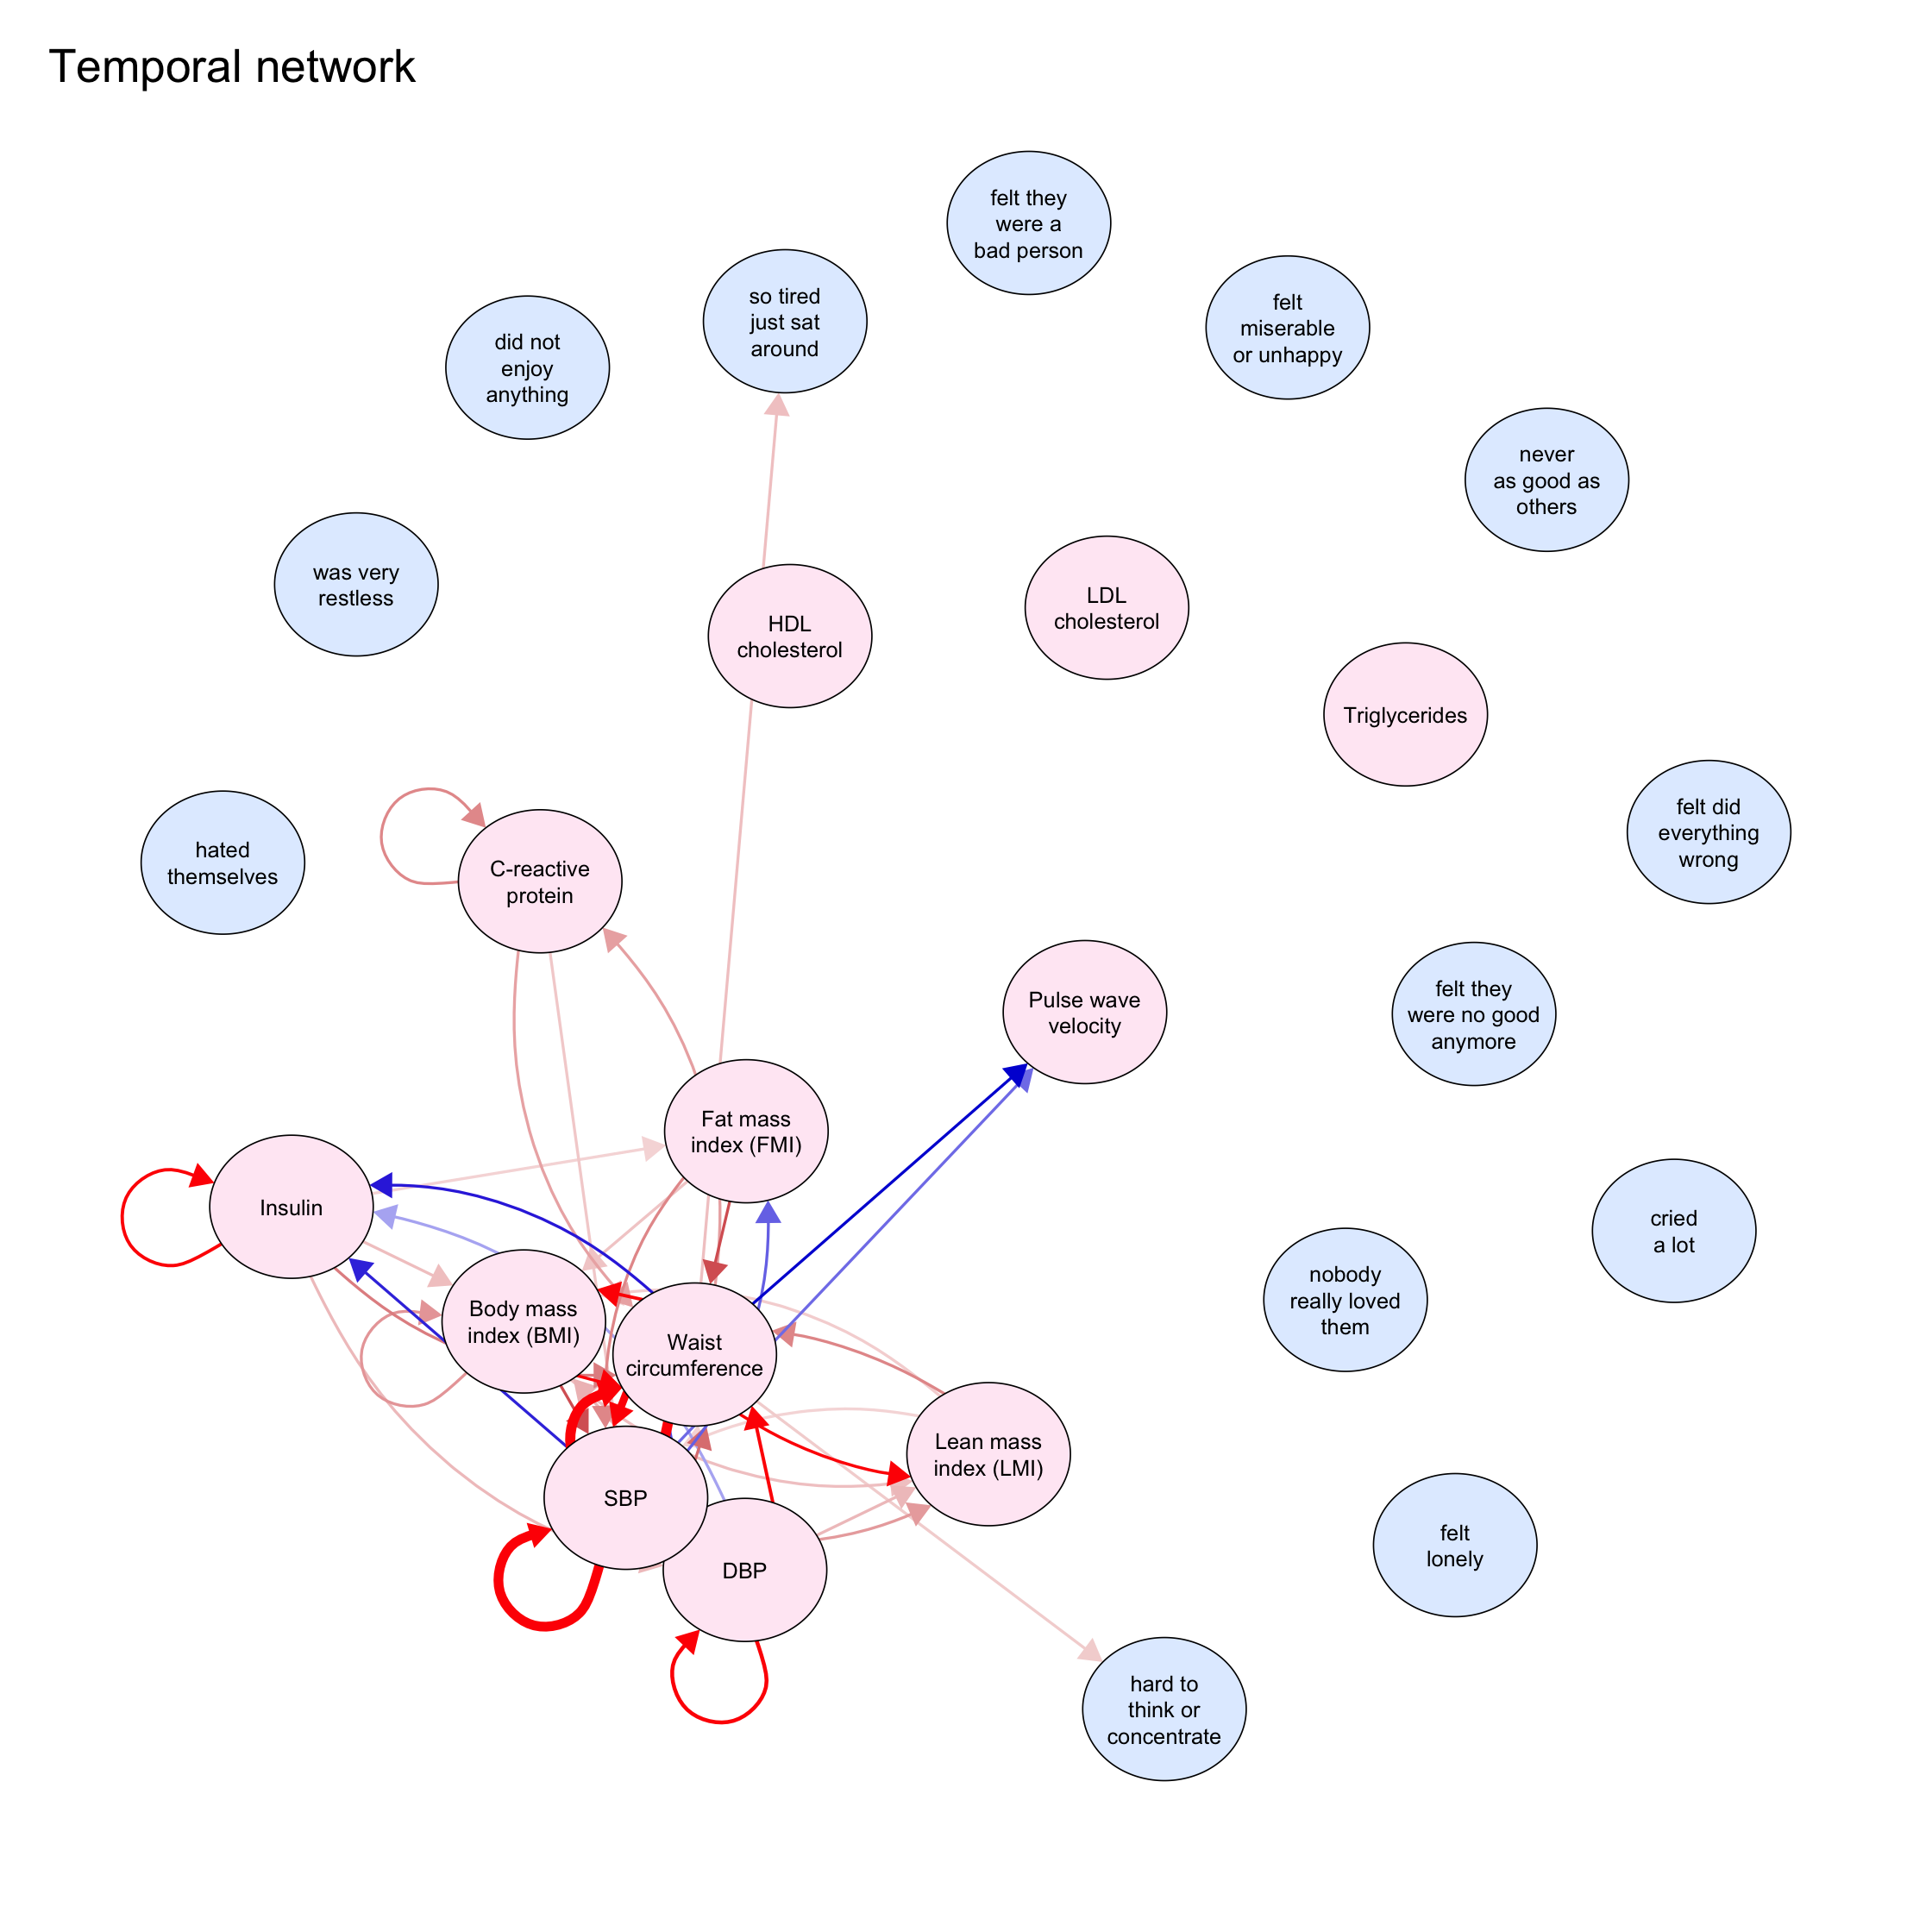 Temporal network
felt they
were a
bad person
so tired
just sat
around
felt
miserable
or unhappy
did not
enjoy
anything
never
as good as
others
was very
restless
HDL
cholesterol
LDL
cholesterol
Triglycerides
hated
themselves
C-reactive
protein
felt did
everything
wrong
Pulse wave
velocity
felt they
were no good
anymore
Fat mass
index (FMI)
Insulin
cried
a lot
Body mass
index (BMI)
Waist
circumference
nobody
really loved
them
Lean mass
index (LMI)
SBP
DBP
felt
lonely
hard to
think or
concentrate